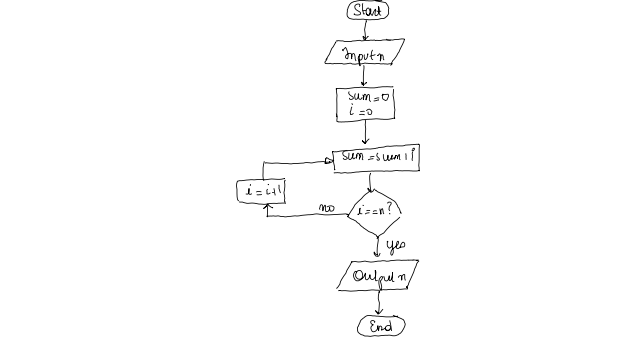 Start
Input n
sum=0
i=0
sum=sum+i
i=i+1
no
i==n?
yes
Output n
End